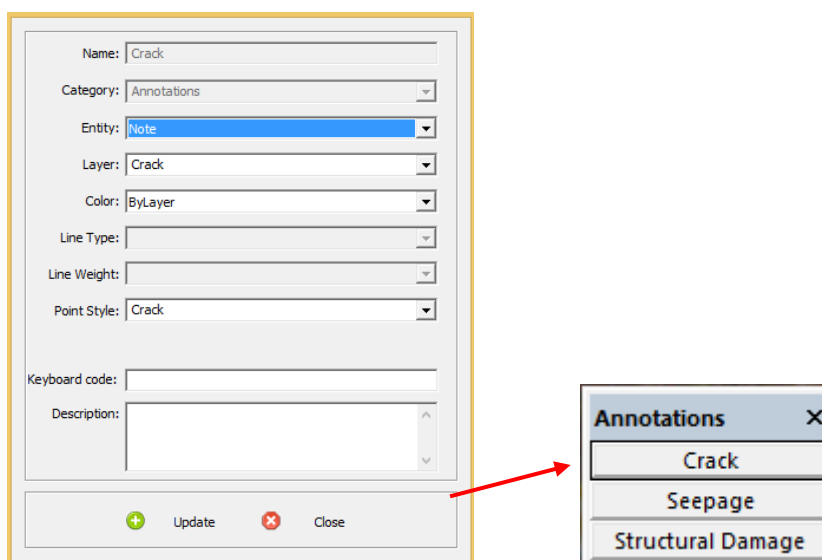 Name: Crack
Category: Annotations
Entity: Note
Layer: Crack
Color: ByLayer
Line Type:
Line Weight:
Point Style: Crack
Keyboard code:
Description:
Update Close
Annotations X
Crack
Seepage
Structural Damage